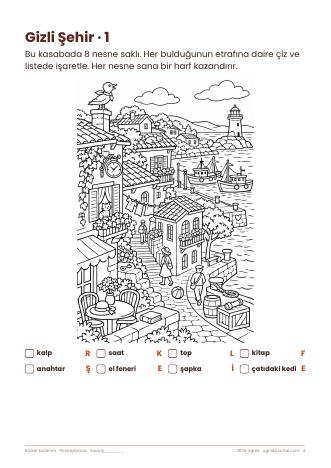 Gizli Şehir · 1
Bu kasabada 8 nesne saklı. Her bulduğunun etrafına daire çiz ve
listede işaretle. Her nesne sana bir harf kazandırır.
kalp R saat K top L kitap F
anahtar Ş el feneri E şapka İ çatıdaki kedi E